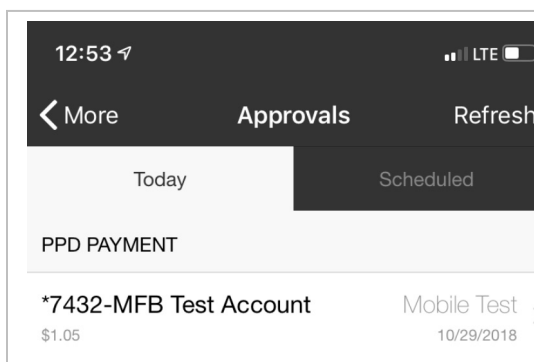 12:53 LTE
More Approvals Refresh
Today Scheduled
PPD PAYMENT
*7432-MFB Test Account Mobile Test
$1.05 10/29/2018